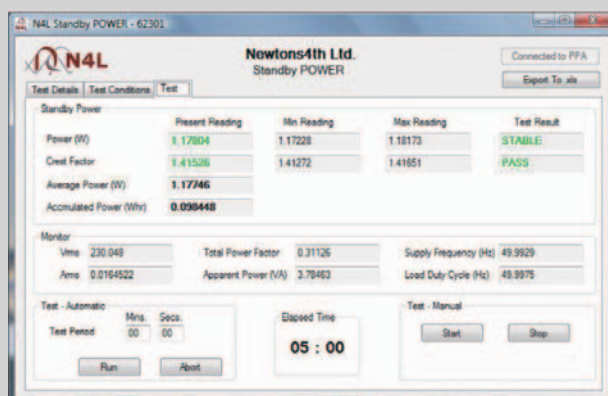 N4L Standby POWER - 62301
N4L
Newtons4th Ltd.
Standby POWER
Connected to PPA
Export To .xls
Test Details Test Conditions Test
Standby Power
Present Reading Min Reading Max Reading Test Result
Power (W) 1.17804 1.17228 1.18173 STABLE
Crest Factor 1.41526 1.41272 1.41651 PASS
Average Power (W) 1.17746
Accmulated Power (Whr) 0.098448
Monitor
Vrms 230.048 Total Power Factor 0.31126 Supply Frequency (Hz) 49.9929
Arms 0.0164522 Apparent Power (VA) 3.78463 Load Duty Cycle (Hz) 49.9975
Test - Automatic Elapsed Time Test - Manual
Mins. Secs.
Test Period 00 00
05 : 00
Start Stop
Run Abort